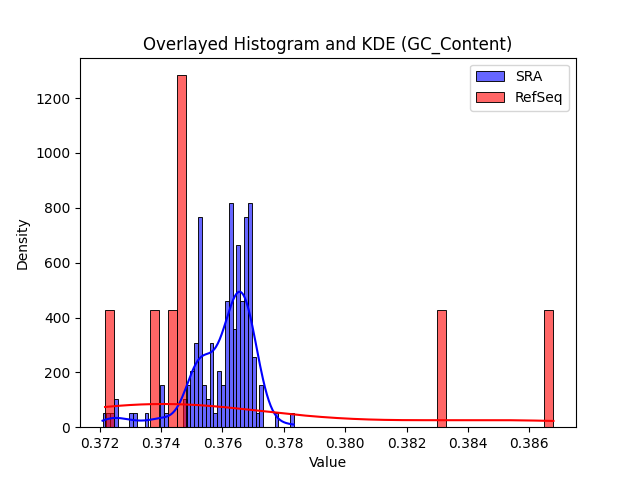 Overlayed Histogram and KDE (GC_Content)
SRA
RefSeq
1200
1000
800
600
400
200
0
Density
0.372 0.374 0.376 0.378 0.380 0.382 0.384 0.386
Value